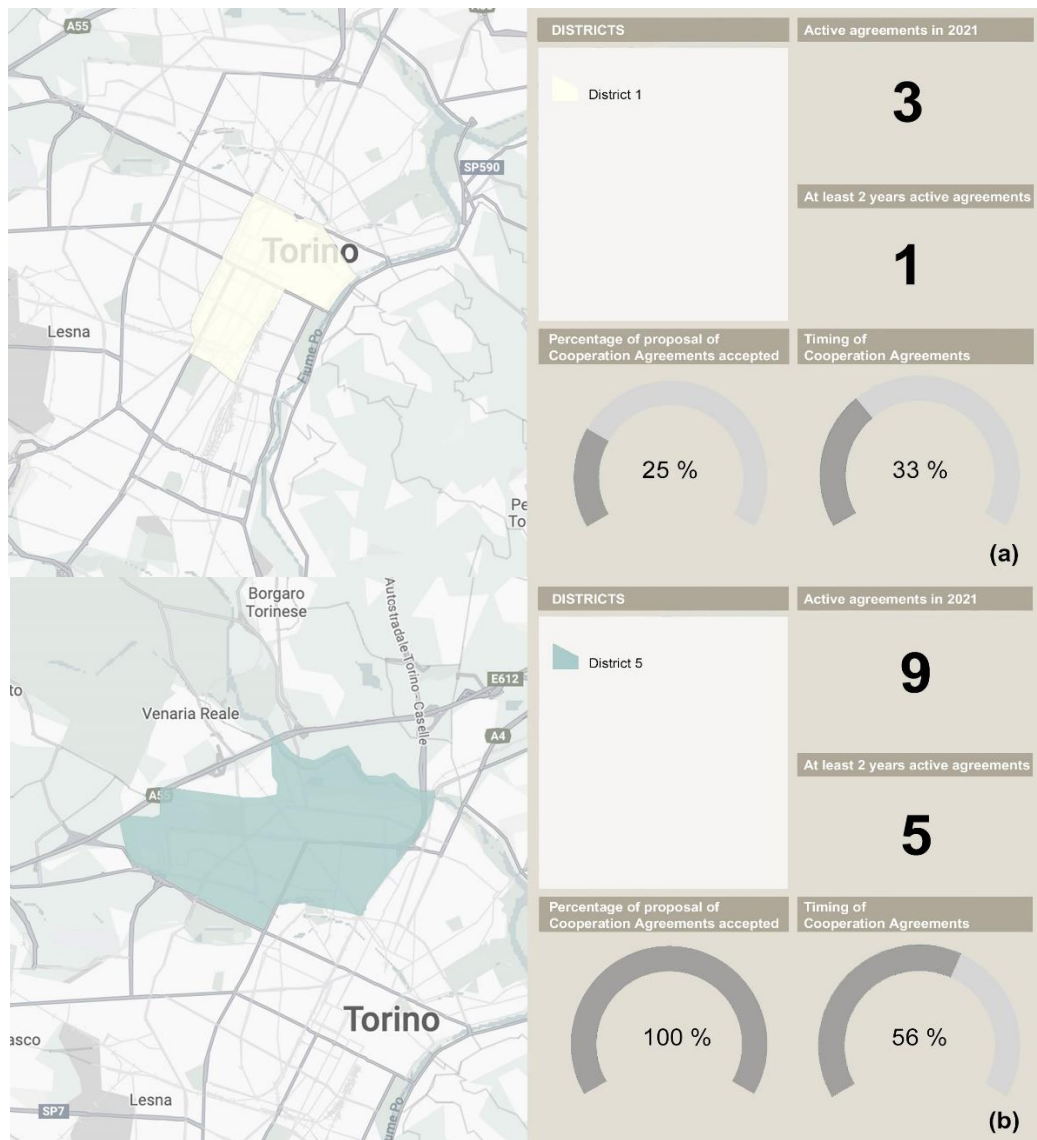 A55
SP590
Torino
Lesna
Fiume Po
Pe
To
DISTRICTS
District 1
Active agreements in 2021
3
At least 2 years active agreements
1
Percentage of proposal of
Cooperation Agreements accepted
25 %
Timing of
Cooperation Agreements
33 %
(a)
Borgaro
Torinese
Autostradale Torino - Caselle
E612
to
Venaria Reale
A4
A55
Torino
asco
Lesna
SP7
ume Po
DISTRICTS
District 5
Active agreements in 2021
9
At least 2 years active agreements
5
Percentage of proposal of
Cooperation Agreements accepted
100 %
Timing of
Cooperation Agreements
56 %
(b)